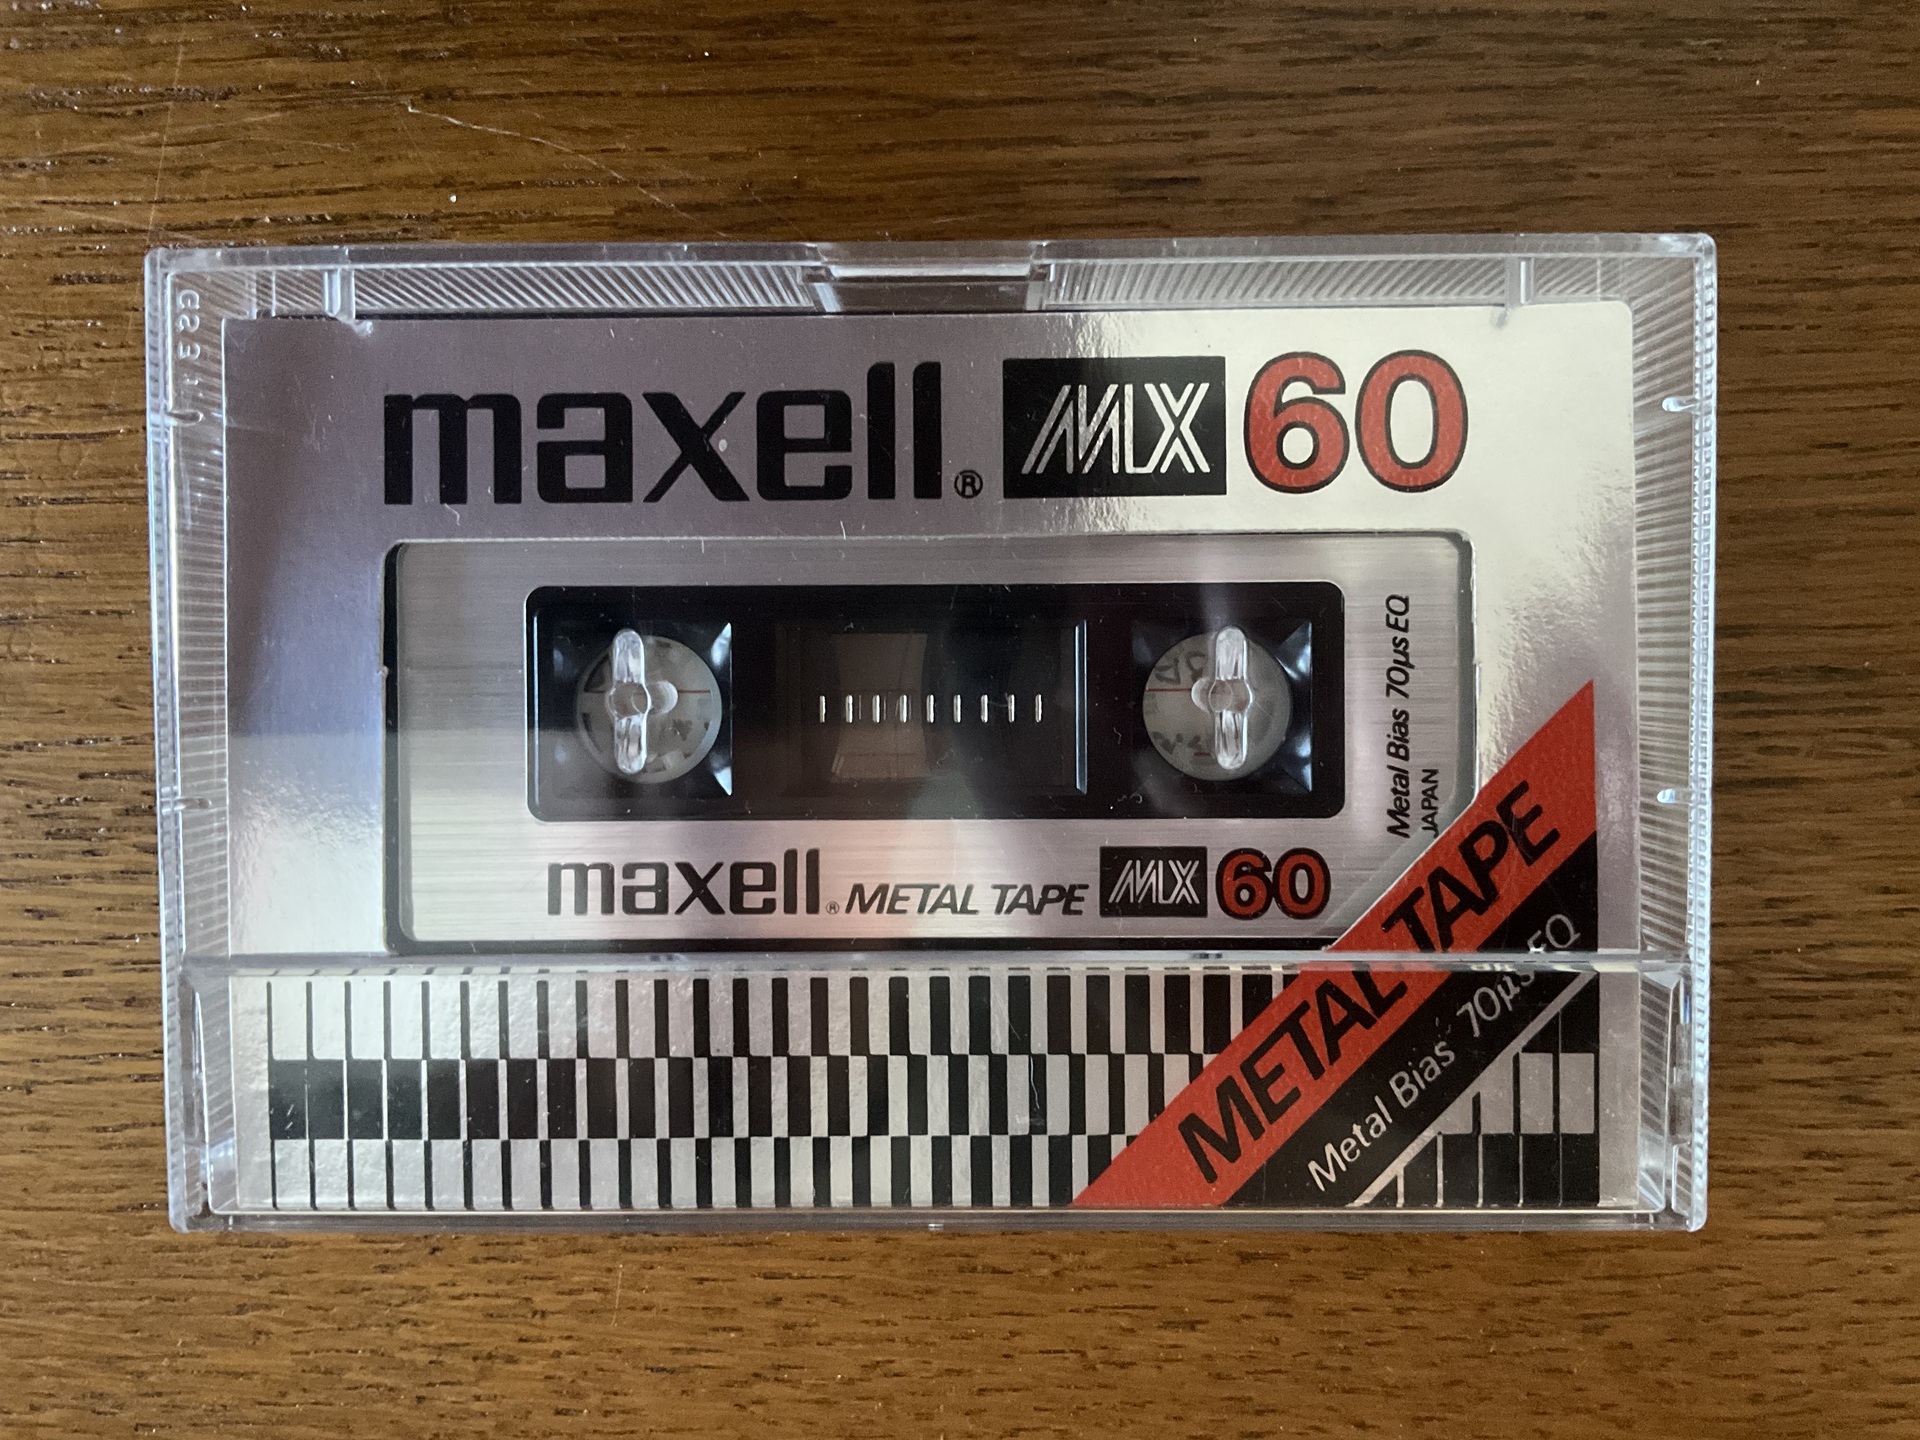 maxell® MX 60
Metal Bias 70µs EQ
JAPAN
maxell® METAL TAPE MX 60
METAL TAPE
Metal Bias 70µs EQ